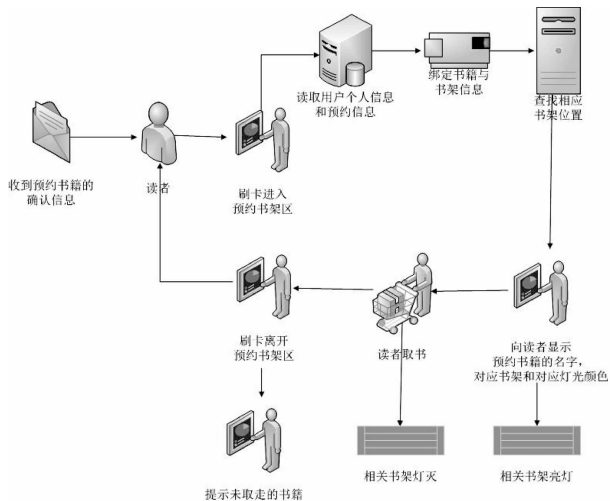 收到预约书籍的
确认信息
读者
刷卡进入
预约书架区
读取用户个人信息
和预约信息
绑定书籍与
书架信息
查找相应
书架位置
向读者显示
预约书籍的名字,
对应书架和对应灯光颜色
读者取书
刷卡离开
预约书架区
提示未取走的书籍
相关书架灯灭
相关书架亮灯